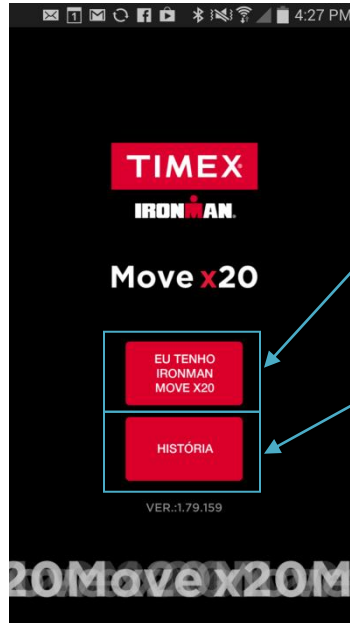 1
4:27 PM
TIMEX
IRONMAN.
Move x20
EU TENHO
IRONMAN
MOVE X20
HISTÓRIA
VER.:1.79.159
20Move x20M